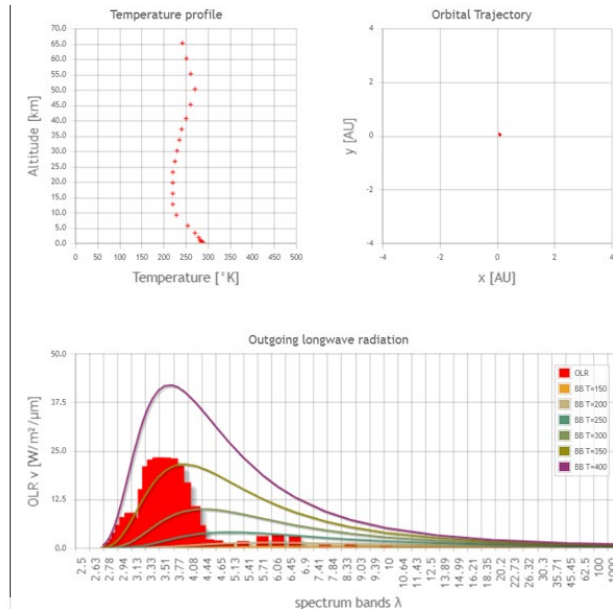 Temperature profile
Altitude [km]
70.0
65.0
60.0
55.0
50.0
45.0
40.0
35.0
30.0
25.0
20.0
15.0
10.0
5.0
0.0
0 50 100 150 200 250 300 350 400 450 500
Temperature [°K]
Orbital Trajectory
y [AU]
4
2
0
-2
-4
-4 -2 0 2 4
x [AU]
Outgoing longwave radiation
OLR v [W/m²/μm]
50.0
37.5
25.0
12.5
0.0
OLR
BB T=150
BB T=200
BB T=250
BB T=300
BB T=350
BB T=400
2.5 2.63 2.78 2.94 3.13 3.33 3.51 3.77 4.08 4.44 4.65 5.13 5.41 5.71 6.06 6.45 6.9 7.41 7.84 8.33 9.03 9.39 10 10.64 11.43 12.5 13.89 14.99 16.21 18.35 20.2 22.73 26.32 30.3 35.71 45.45 62.5 100 1000
spectrum bands λ